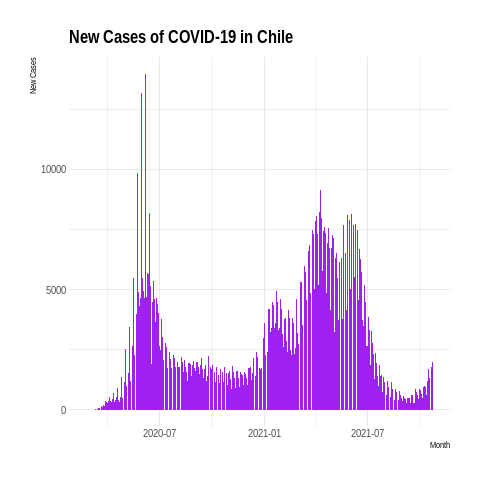 New Cases of COVID-19 in Chile
New Cases
10000
5000
0
2020-07 2021-01 2021-07
Month